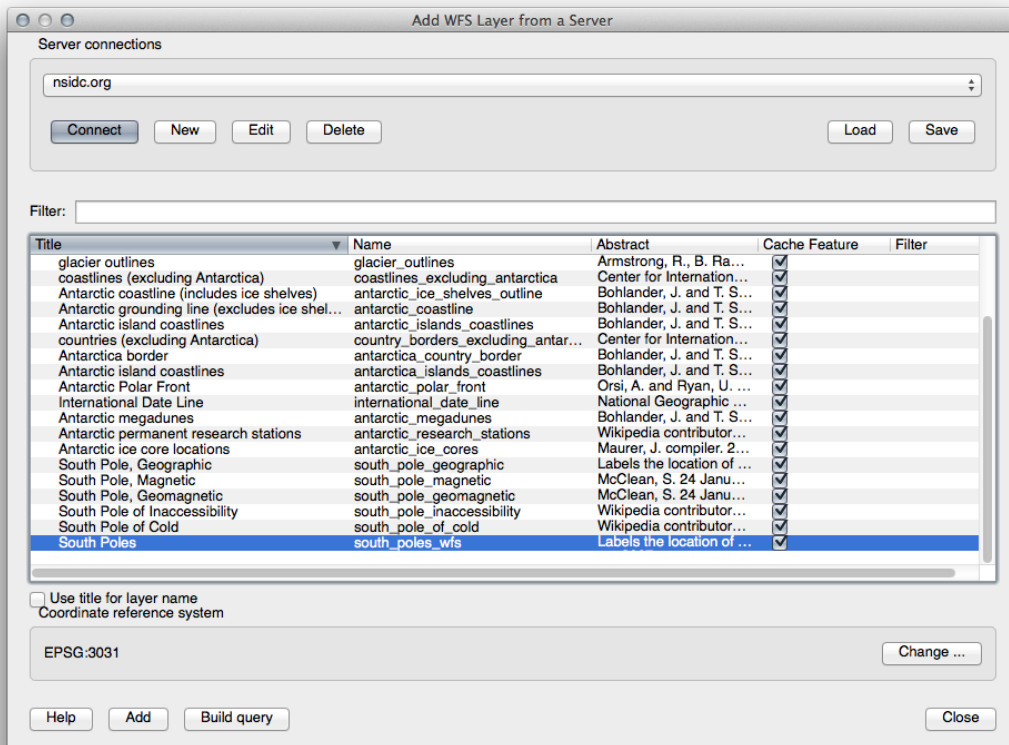 Add WFS Layer from a Server
Server connections
nsidc.org
Connect New Edit Delete Load Save
Filter:
Title Name Abstract Cache Feature Filter
glacier outlines glacier_outlines Armstrong, R., B. Ra...
coastlines (excluding Antarctica) coastlines_excluding_antarctica Center for Internation...
Antarctic coastline (includes ice shelves) antarctic_ice_shelves_outline Bohlander, J. and T. S...
Antarctic grounding line (excludes ice shel... antarctic_coastline Bohlander, J. and T. S...
Antarctic island coastlines antarctic_islands_coastlines Bohlander, J. and T. S...
countries (excluding Antarctica) country_borders_excluding_antar... Center for Internation...
Antarctica border antarctica_country_border Bohlander, J. and T. S...
Antarctic island coastlines antarctica_islands_coastlines Bohlander, J. and T. S...
Antarctic Polar Front antarctic_polar_front Orsi, A. and Ryan, U. ...
International Date Line international_date_line National Geographic ...
Antarctic megadunes antarctic_megadunes Bohlander, J. and T. S...
Antarctic permanent research stations antarctic_research_stations Wikipedia contributor...
Antarctic ice core locations antarctic_ice_cores Maurer, J. compiler. 2...
South Pole, Geographic south_pole_geographic Labels the location of ...
South Pole, Magnetic south_pole_magnetic McClean, S. 24 Janu...
South Pole, Geomagnetic south_pole_geomagnetic McClean, S. 24 Janu...
South Pole of Inaccessibility south_pole_inaccessibility Wikipedia contributor...
South Pole of Cold south_pole_of_cold Wikipedia contributor...
South Poles south_poles_wfs Labels the location of ...
Use title for layer name
Coordinate reference system
EPSG:3031 Change ...
Help Add Build query Close